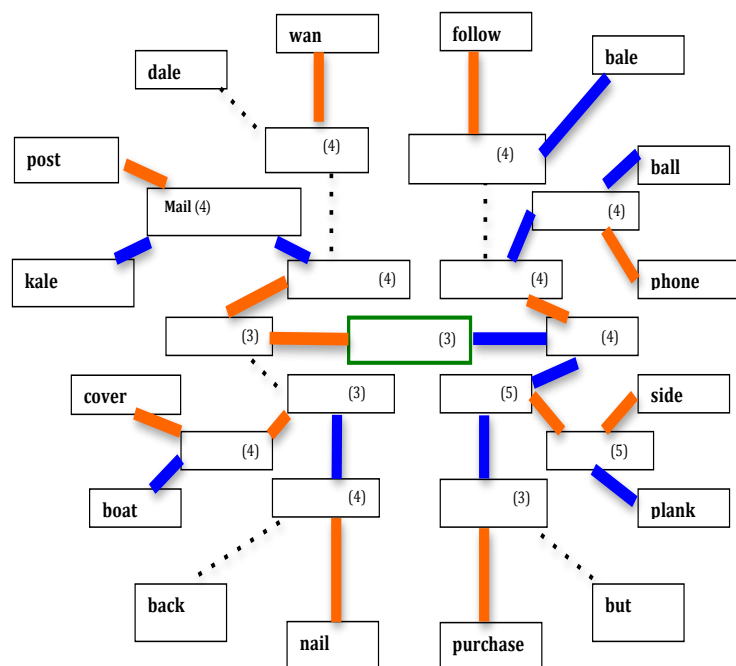 wan
follow
dale
bale
(4)
(4)
post
ball
Mail (4)
(4)
kale
(4)
(4)
phone
(3)
(3)
(4)
cover
(3)
(5)
side
(4)
(5)
boat
(4)
(3)
plank
back
but
nail
purchase